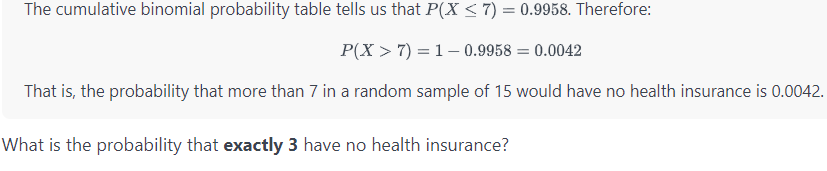 The cumulative binomial probability table tells us that P(X ≤ 7) = 0.9958. Therefore:
P(X > 7) = 1 − 0.9958 = 0.0042
That is, the probability that more than 7 in a random sample of 15 would have no health insurance is 0.0042.
What is the probability that exactly 3 have no health insurance?